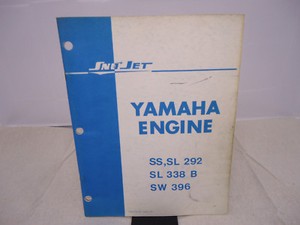 SNO JET
YAMAHA
ENGINE
SS, SL 292
SL 338 B
SW 396